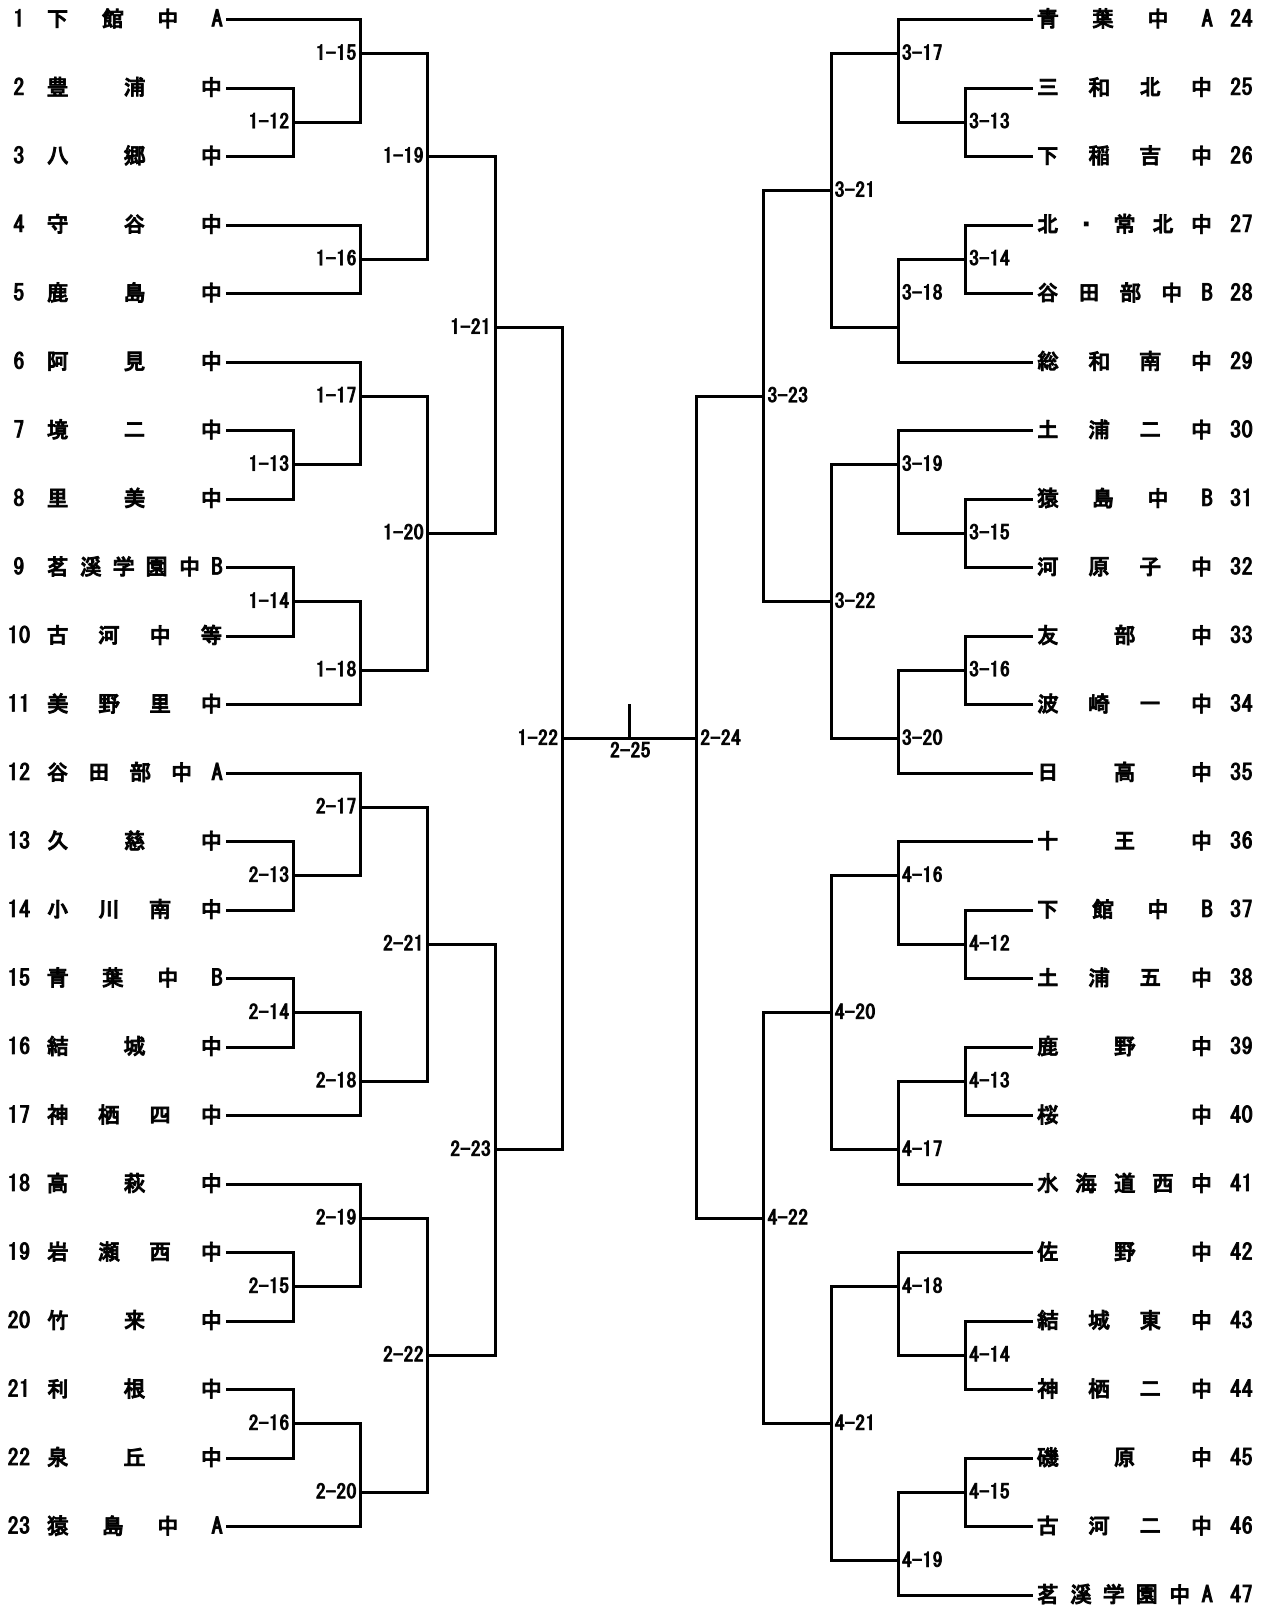 1 下館中A
1-15
2 豊浦中
1-12
3 八郷中
1-19
4 守谷中
1-16
5 鹿島中
1-21
6 阿見中
1-17
7 境二中
1-13
8 里美中
1-20
9 茗溪学園中B
1-14
10 古河中等
1-18
11 美野里中
1-22
12 谷田部中A
2-17
13 久慈中
2-13
14 小川南中
2-21
15 青葉中B
2-14
16 結城中
2-18
17 神栖四中
2-23
18 高萩中
2-19
19 岩瀬西中
2-15
20 竹来中
2-22
21 利根中
2-16
22 泉丘中
2-20
23 猿島中A
2-25
青葉中A 24
3-17
三和北中 25
3-13
下稲吉中 26
3-21
北・常北中 27
3-14
谷田部中B 28
3-18
総和南中 29
3-23
土浦二中 30
3-19
猿島中B 31
3-15
河原子中 32
3-22
友部中 33
3-16
波崎一中 34
3-20
2-24
日高中 35
十王中 36
4-16
下館中B 37
4-12
土浦五中 38
4-20
鹿野中 39
4-13
桜中 40
4-17
水海道西中 41
4-22
佐野中 42
4-18
結城東中 43
4-14
神栖二中 44
4-21
磯原中 45
4-15
古河二中 46
4-19
茗溪学園中A 47